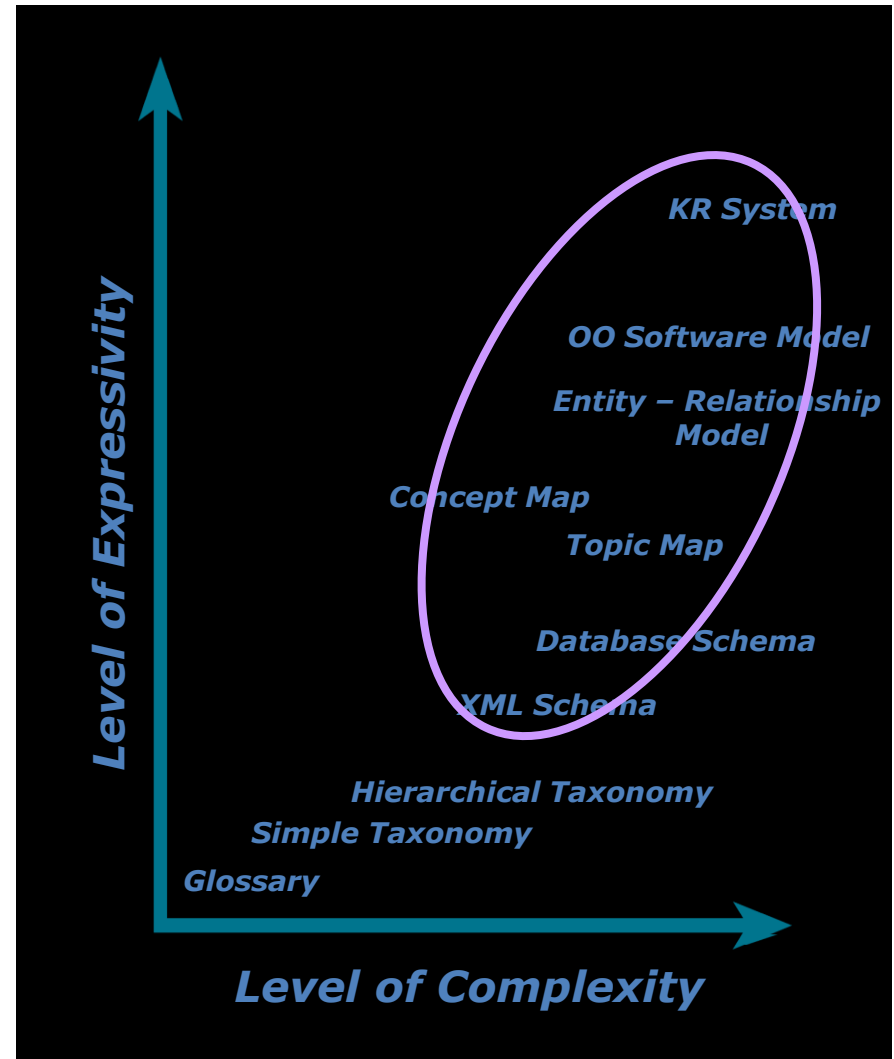 KR System
OO Software Model
Entity – Relationship
Model
Concept Map
Topic Map
Database Schema
XML Schema
Hierarchical Taxonomy
Simple Taxonomy
Glossary
Level of Expressivity
Level of Complexity